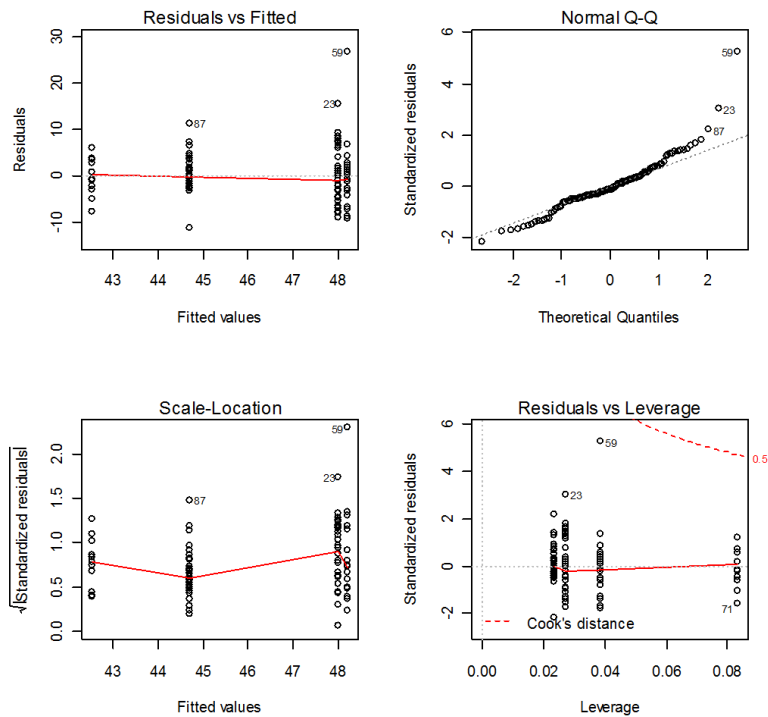 Residuals vs Fitted
Residuals
30
20
10
0
-10
59
23
87
43 44 45 46 47 48
Fitted values
Normal Q-Q
Standardized residuals
6
4
2
0
-2
59
23
87
-2 -1 0 1 2
Theoretical Quantiles
Scale-Location
√|Standardized residuals|
2.0
1.5
1.0
0.5
0.0
59
23
87
43 44 45 46 47 48
Fitted values
Residuals vs Leverage
Standardized residuals
6
4
2
0
-2
59
23
71
0.5
Cook's distance
0.00 0.02 0.04 0.06 0.08
Leverage